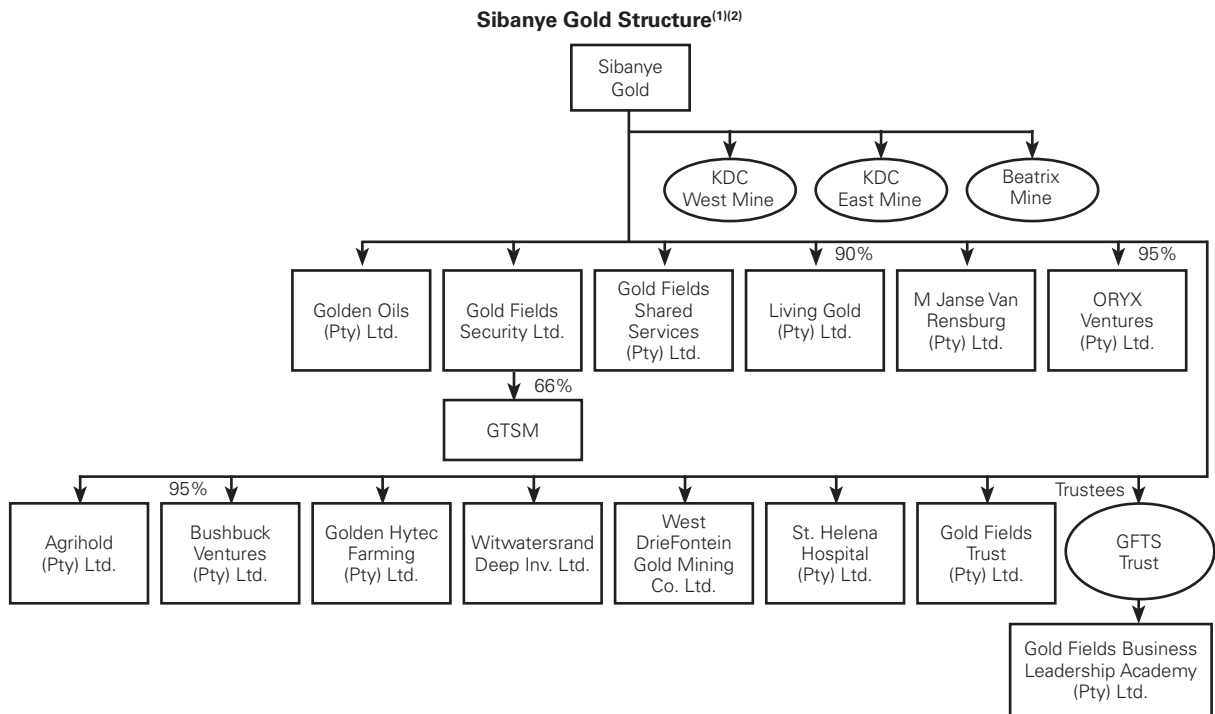 Sibanye Gold Structure(1)(2)
Sibanye
Gold
KDC
West Mine
KDC
East Mine
Beatrix
Mine
90%
95%
Golden Oils
(Pty) Ltd.
Gold Fields
Security Ltd.
Gold Fields
Shared
Services
(Pty) Ltd.
Living Gold
(Pty) Ltd.
M Janse Van
Rensburg
(Pty) Ltd.
ORYX
Ventures
(Pty) Ltd.
66%
GTSM
95%
Trustees
Agrihold
(Pty) Ltd.
Bushbuck
Ventures
(Pty) Ltd.
Golden Hytec
Farming
(Pty) Ltd.
Witwatersrand
Deep Inv. Ltd.
West
DrieFontein
Gold Mining
Co. Ltd.
St. Helena
Hospital
(Pty) Ltd.
Gold Fields
Trust
(Pty) Ltd.
GFTS
Trust
Gold Fields Business
Leadership Academy
(Pty) Ltd.